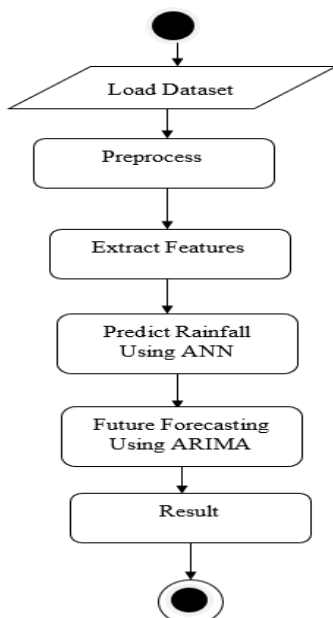 Load Dataset
Preprocess
Extract Features
Predict Rainfall
Using ANN
Future Forecasting
Using ARIMA
Result